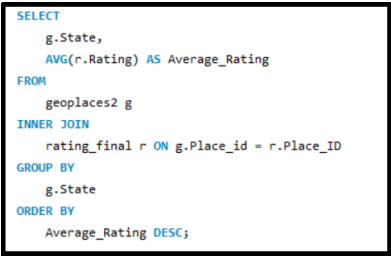 SELECT
g.State,
AVG(r.Rating) AS Average_Rating
FROM
geoplaces2 g
INNER JOIN
rating_final r ON g.Place_id = r.Place_ID
GROUP BY
g.State
ORDER BY
Average_Rating DESC;